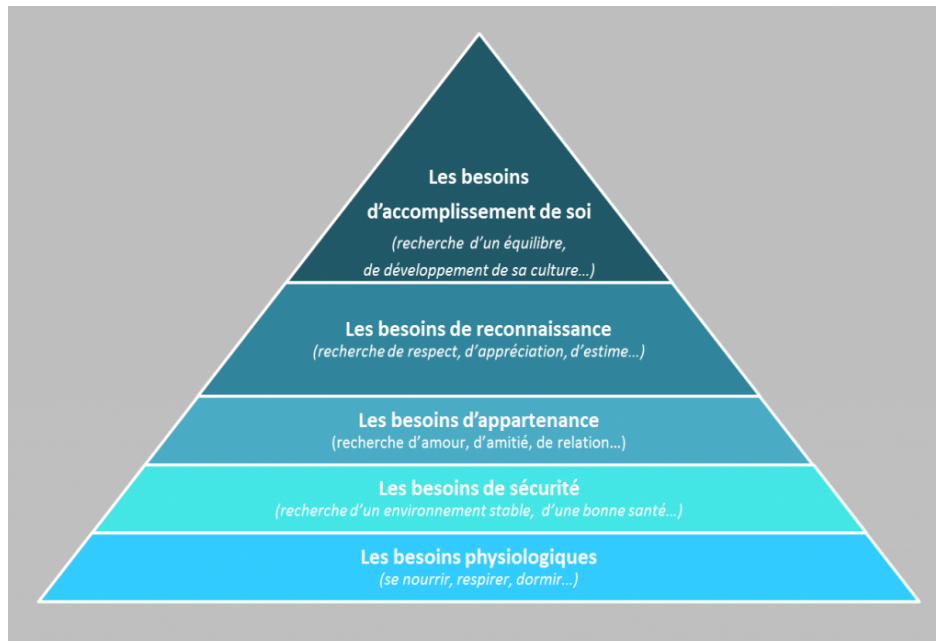 Les besoins
d'accomplissement de soi
(recherche d'un équilibre,
de développement de sa culture...)
Les besoins de reconnaissance
(recherche de respect, d'appréciation, d'estime...)
Les besoins d'appartenance
(recherche d'amour, d'amitié, de relation...)
Les besoins de sécurité
(recherche d'un environnement stable, d'une bonne santé...)
Les besoins physiologiques
(se nourrir, respirer, dormir...)